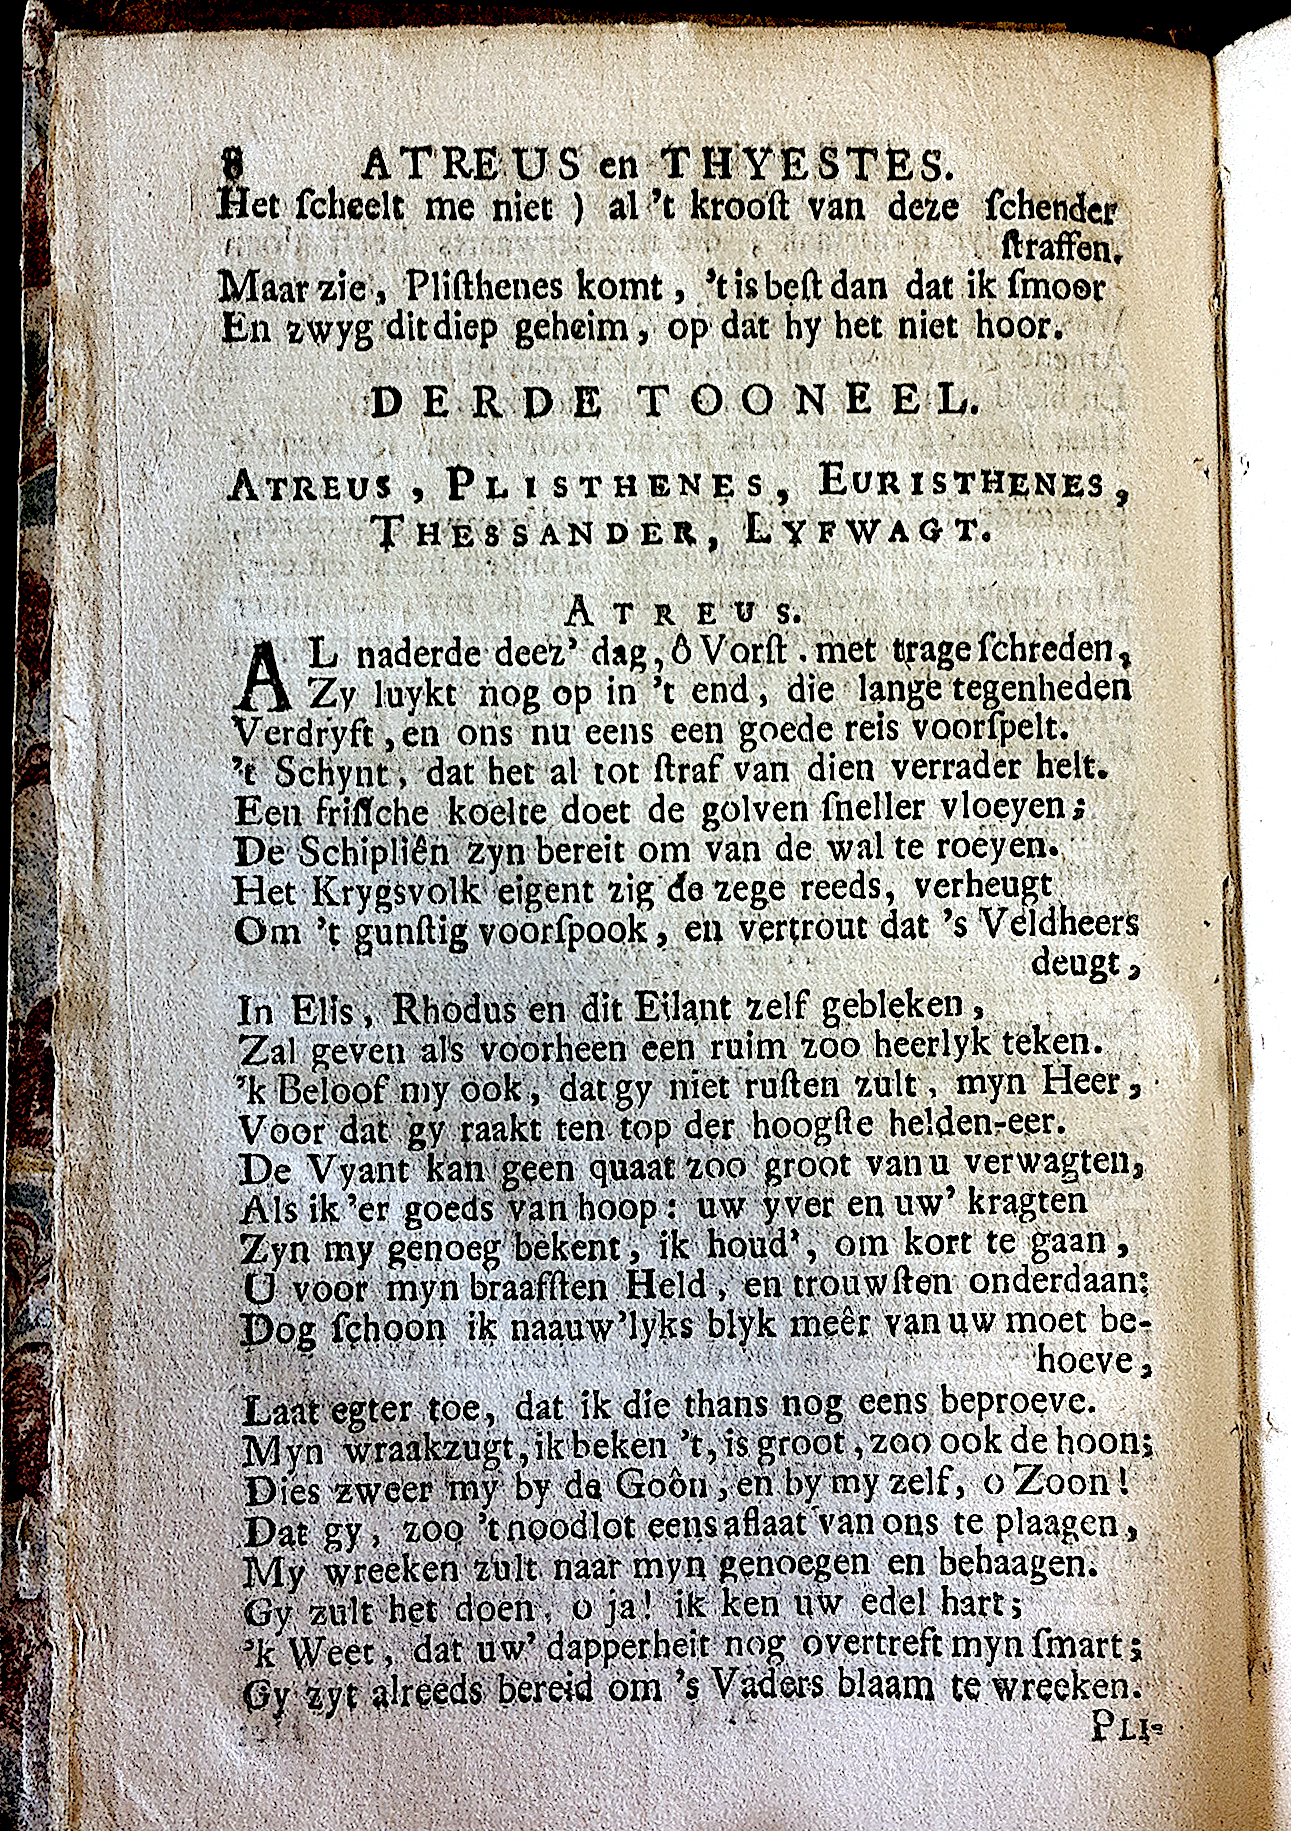 8 ATREUS en THYESTES.
Het ſcheelt me niet ) al 't krooſt van deze ſchender
ſtraffen.
Maar zie, Pliſthenes komt, 't is beſt dan dat ik ſmoor
En zwyg dit diep geheim, op dat hy het niet hoor.
DERDE TOONEEL.
ATREUS, PLISTHENES, EURISTHENES,
THESSANDER, LYFWAGT.
ATREUS.
AL naderde deez' dag, ô Vorſt. met trage ſchreden,
Zy luykt nog op in 't end, die lange tegenheden
Verdryft, en ons nu eens een goede reis voorſpelt.
't Schynt, dat het al tot ſtraf van dien verrader helt.
Een friſſche koelte doet de golven ſneller vloeyen;
De Schipliên zyn bereit om van de wal te roeyen.
Het Krygsvolk eigent zig de zege reeds, verheugt
Om 't gunſtig voorſpook, en vertrout dat 's Veldheers
deugt,
In Elis, Rhodus en dit Eilant zelf gebleken,
Zal geven als voorheen een ruim zoo heerlyk teken.
'k Beloof my ook, dat gy niet ruſten zult, myn Heer,
Voor dat gy raakt ten top der hoogſte helden-eer.
De Vyant kan geen quaat zoo groot van u verwagten,
Als ik 'er goeds van hoop: uw yver en uw' kragten
Zyn my genoeg bekent, ik houd', om kort te gaan,
U voor myn braafſten Held, en trouwſten onderdaan:
Dog ſchoon ik naauw'lyks blyk meêr van uw moet be-
hoeve,
Laat egter toe, dat ik die thans nog eens beproeve.
Myn wraakzugt, ik beken 't, is groot, zoo ook de hoon;
Dies zweer my by de Goôn, en by my zelf, o Zoon!
Dat gy, zoo 't noodlot eens aflaat van ons te plaagen,
My wreeken zult naar myn genoegen en behaagen.
Gy zult het doen, o ja! ik ken uw edel hart;
'k Weet, dat uw' dapperheit nog overtreft myn ſmart;
Gy zyt alreeds bereid om 's Vaders blaam te wreeken.
PLI-